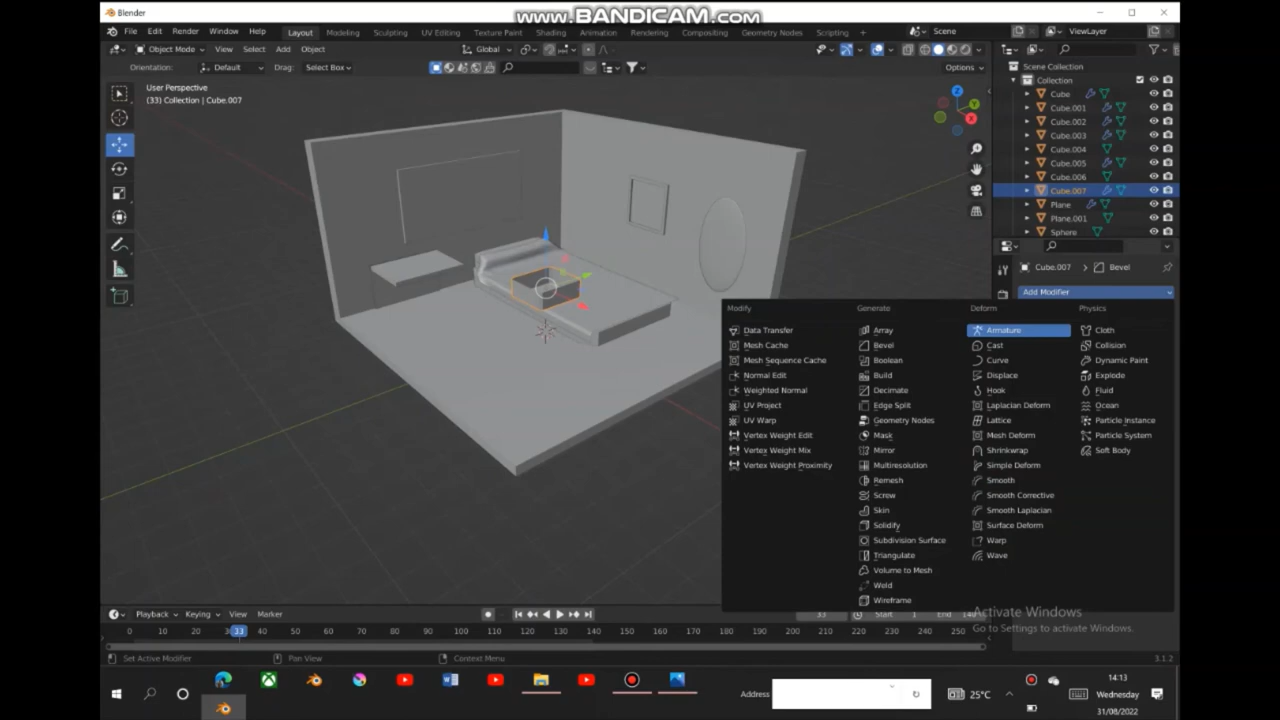 Blender
www.BANDICAM.com
File Edit Render Window Help Layout Modeling Sculpting UV Editing Texture Paint Shading Animation Rendering Compositing Geometry Nodes Scripting Scene ViewLayer
Object Mode View Select Add Object Global
Orientation: Default Drag: Select Box Options
User Perspective
(33) Collection | Cube.007
Z
Y
X
Scene Collection
Collection
Cube
Cube.001
Cube.002
Cube.003
Cube.004
Cube.005
Cube.006
Cube.007
Plane
Plane.001
Sphere
Cube.007 Bevel
Add Modifier
Modify Generate Deform Physics
Data Transfer Array Armature Cloth
Mesh Cache Bevel Cast Collision
Mesh Sequence Cache Boolean Curve Dynamic Paint
Normal Edit Build Displace Explode
Weighted Normal Decimate Hook Fluid
UV Project Edge Split Laplacian Deform Ocean
UV Warp Geometry Nodes Lattice Particle Instance
Vertex Weight Edit Mask Mesh Deform Particle System
Vertex Weight Mix Mirror Shrinkwrap Soft Body
Vertex Weight Proximity Multiresolution Simple Deform
Remesh Smooth
Screw Smooth Corrective
Skin Smooth Laplacian
Solidify Surface Deform
Subdivision Surface Warp
Triangulate Wave
Volume to Mesh
Weld
Wireframe
Playback Keying View Marker 33 Start 1 End
Activate Windows
Go to Settings to activate Windows.
0 10 20 33 40 50 60 70 80 90 100 110 120 130 140 150 160 170 180 190 200 210 220 230 240 250
Set Active Modifier Pan View Context Menu 3.1.2
Address 25°C
14:13
Wednesday
31/08/2022